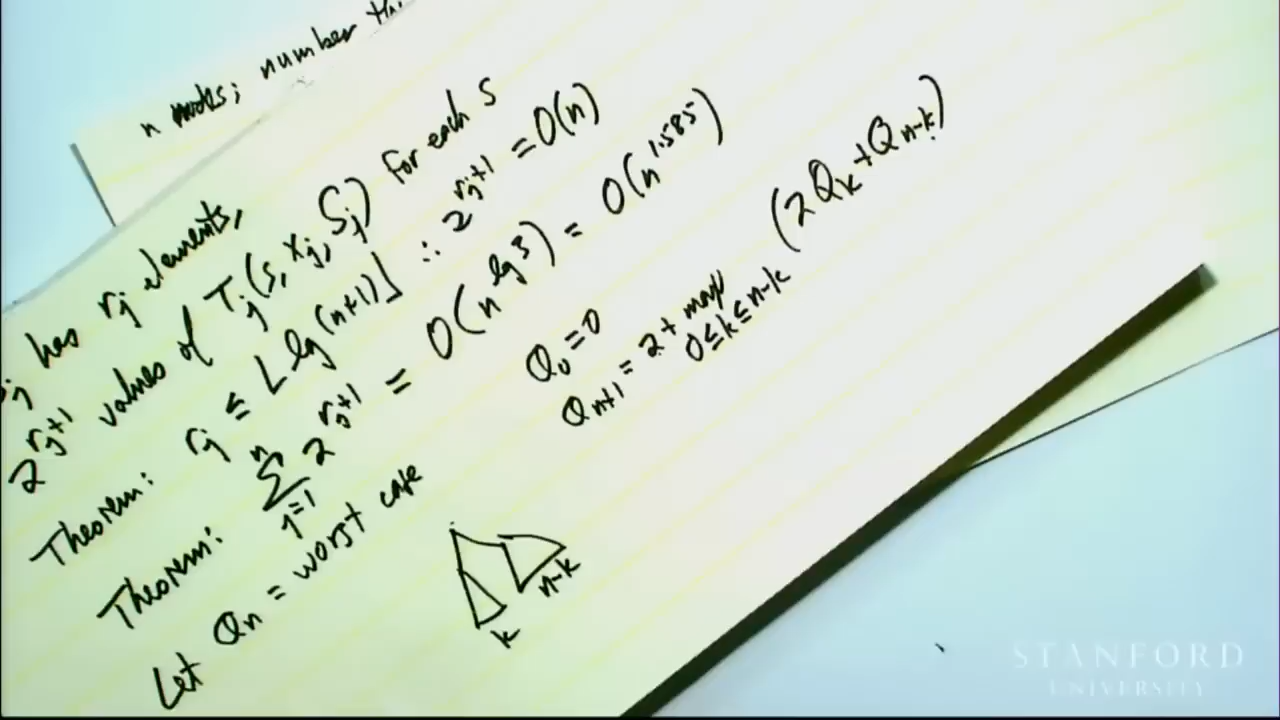 n nodes; number
S_j has r_j elements,
2^{r_j+1} values of T_j(s, x_j, S_j) for each s
Theorem: r_j ≤ ⌊lg(n+1)⌋ ∴ 2^{r_j+1} = O(n)
Theorem: ∑_{j=1}^{n} 2^{r_j+1} = O(n^{lg 3}) = O(n^{1.585})
Let Q_n = worst case
Q_0 = 0
Q_{n+1} = 2 + max_{0≤k≤n-k} (2Q_k + Q_{n-k})
k
n-k
STANFORD
UNIVERSITY